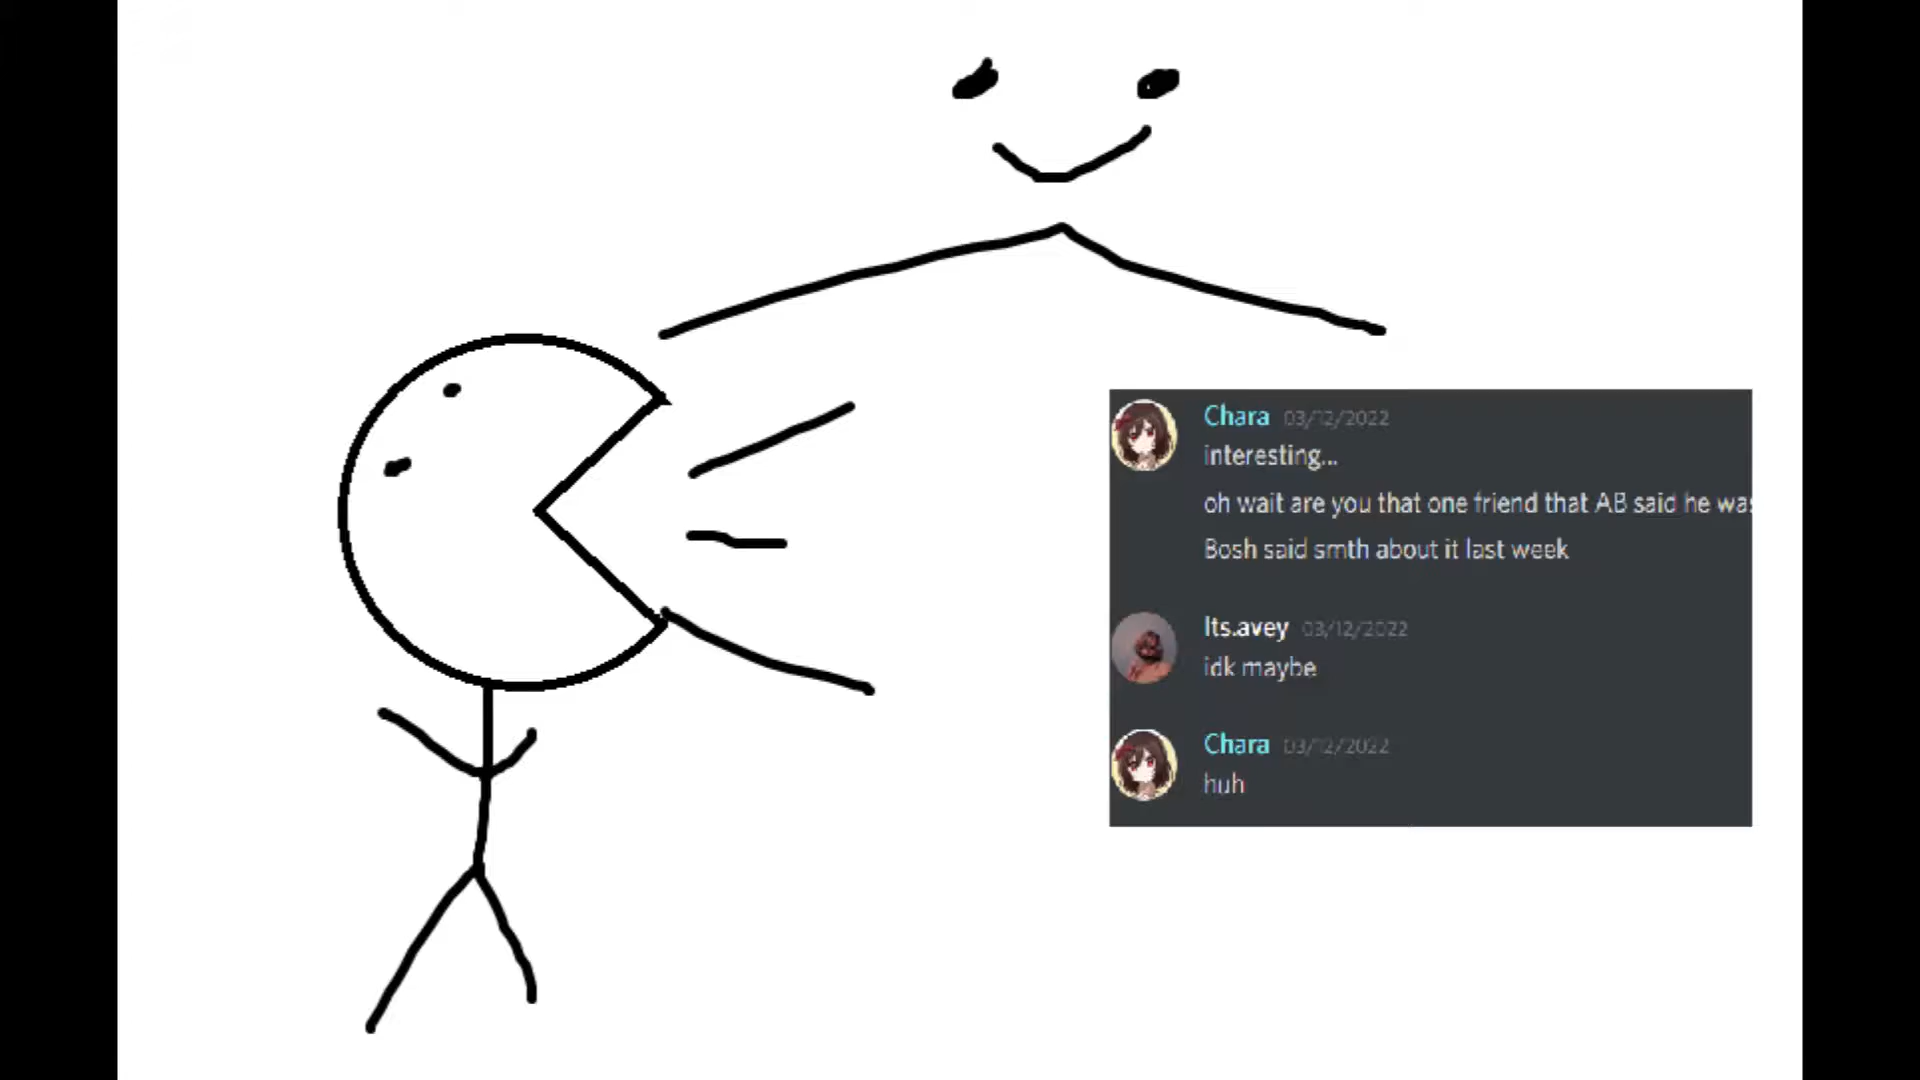 Chara 03/12/2022
interesting...
oh wait are you that one friend that AB said he was
Bosh said smth about it last week
Its.avey 03/12/2022
idk maybe
Chara 03/12/2022
huh